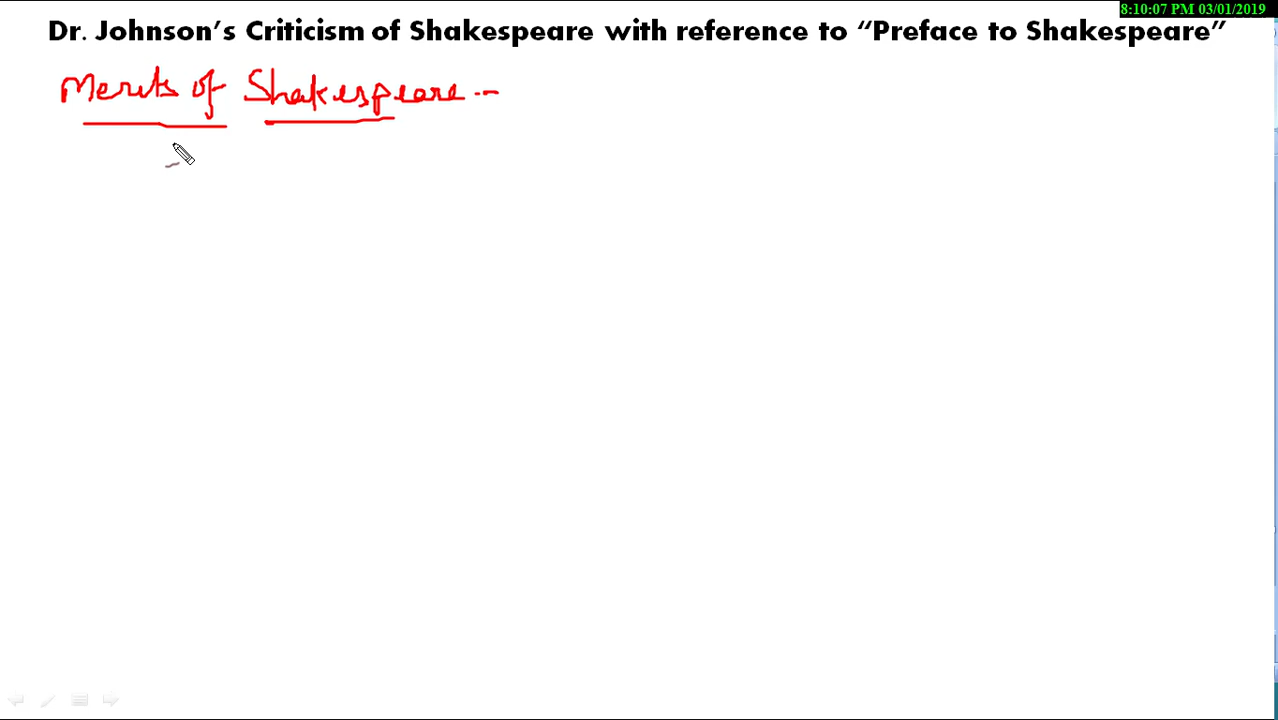 8:10:07 PM 03/01/2019
Dr. Johnson’s Criticism of Shakespeare with reference to “Preface to Shakespeare”
Merits of Shakespeare --